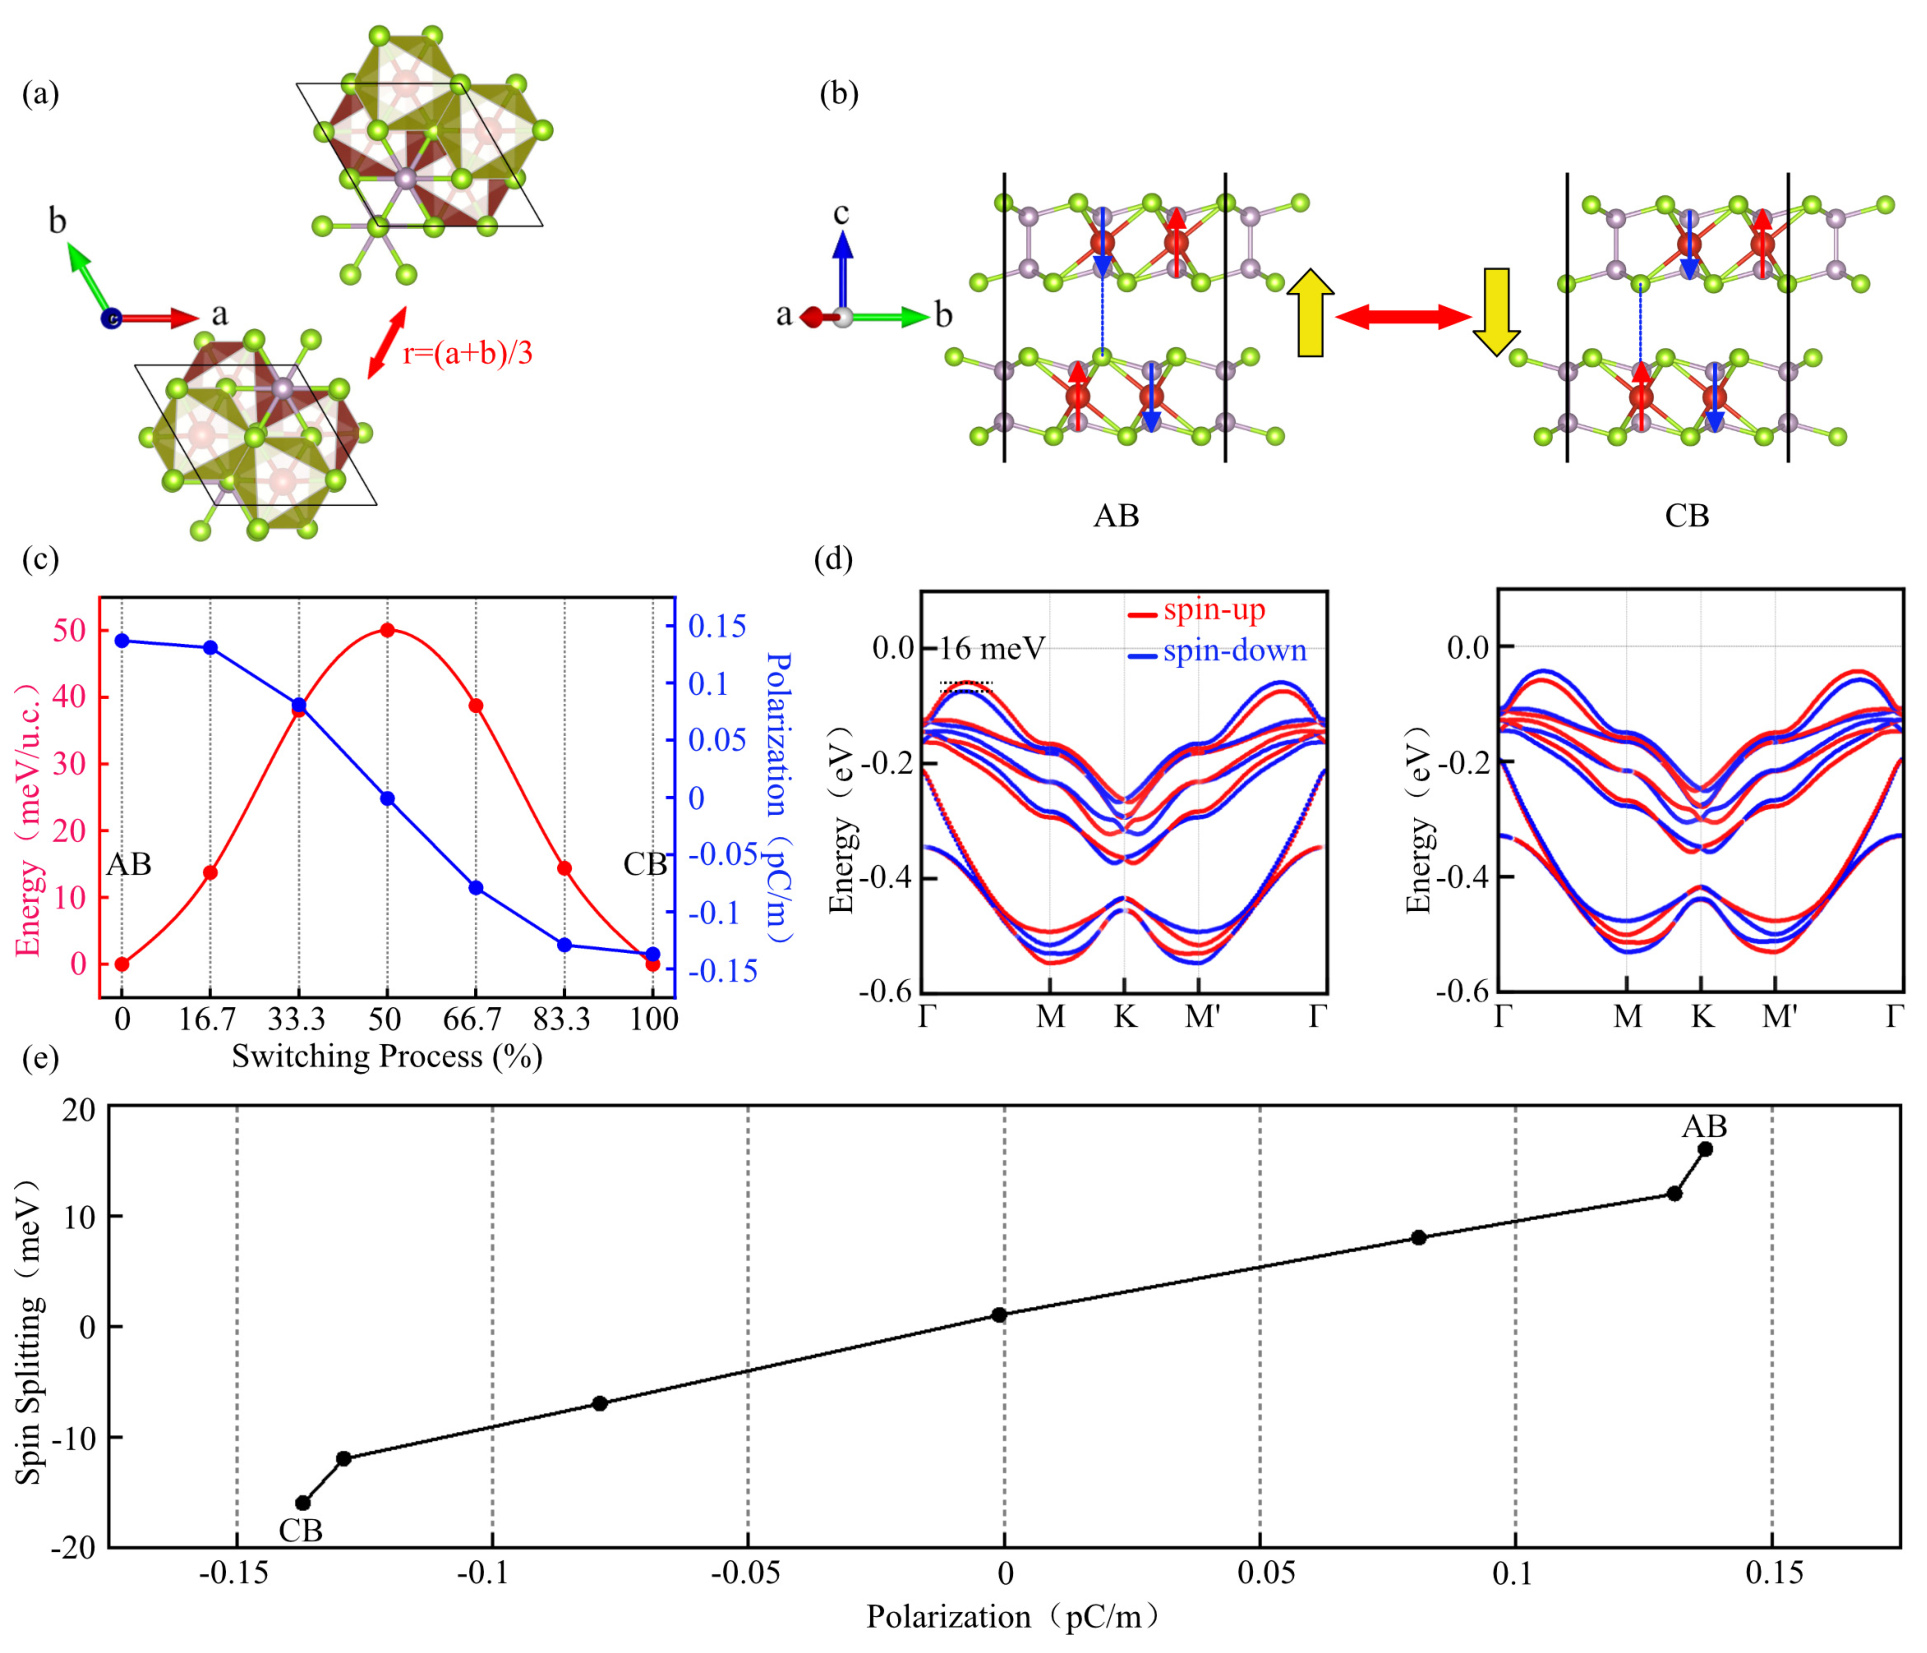 (a)
b
a
c
r=(a+b)/3
(b)
c
a
b
AB
CB
(c)
Energy (meV/u.c.)
50
40
30
20
10
0
AB
CB
0.15
0.1
0.05
0
-0.05
-0.1
-0.15
Polarization (pC/m)
0
16.7
33.3
50
66.7
83.3
100
Switching Process (%)
(d)
spin-up
spin-down
16 meV
Energy (eV)
0.0
-0.2
-0.4
-0.6
Γ
M
K
M'
Γ
Energy (eV)
0.0
-0.2
-0.4
-0.6
Γ
M
K
M'
Γ
(e)
Spin Splitting (meV)
20
10
0
-10
-20
AB
CB
-0.15
-0.1
-0.05
0
0.05
0.1
0.15
Polarization (pC/m)